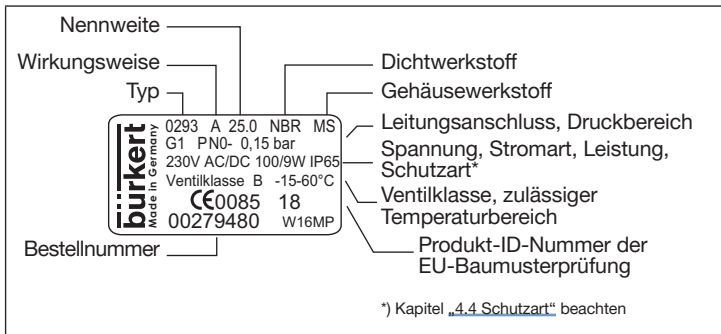 Nennweite
Wirkungsweise
Typ
Dichtwerkstoff
Gehäusewerkstoff
Leitungsanschluss, Druckbereich
Spannung, Stromart, Leistung,
Schutzart*
Ventilklasse, zulässiger
Temperaturbereich
Produkt-ID-Nummer der
EU-Baumusterprüfung
Bestellnummer
bürkert
Made in Germany
0293 A 25.0 NBR MS
G1 PN0- 0,15 bar
230V AC/DC 100/9W IP65
Ventilklasse B -15-60°C
CE0085 18
00279480 W16MP
*) Kapitel „4.4 Schutzart“ beachten